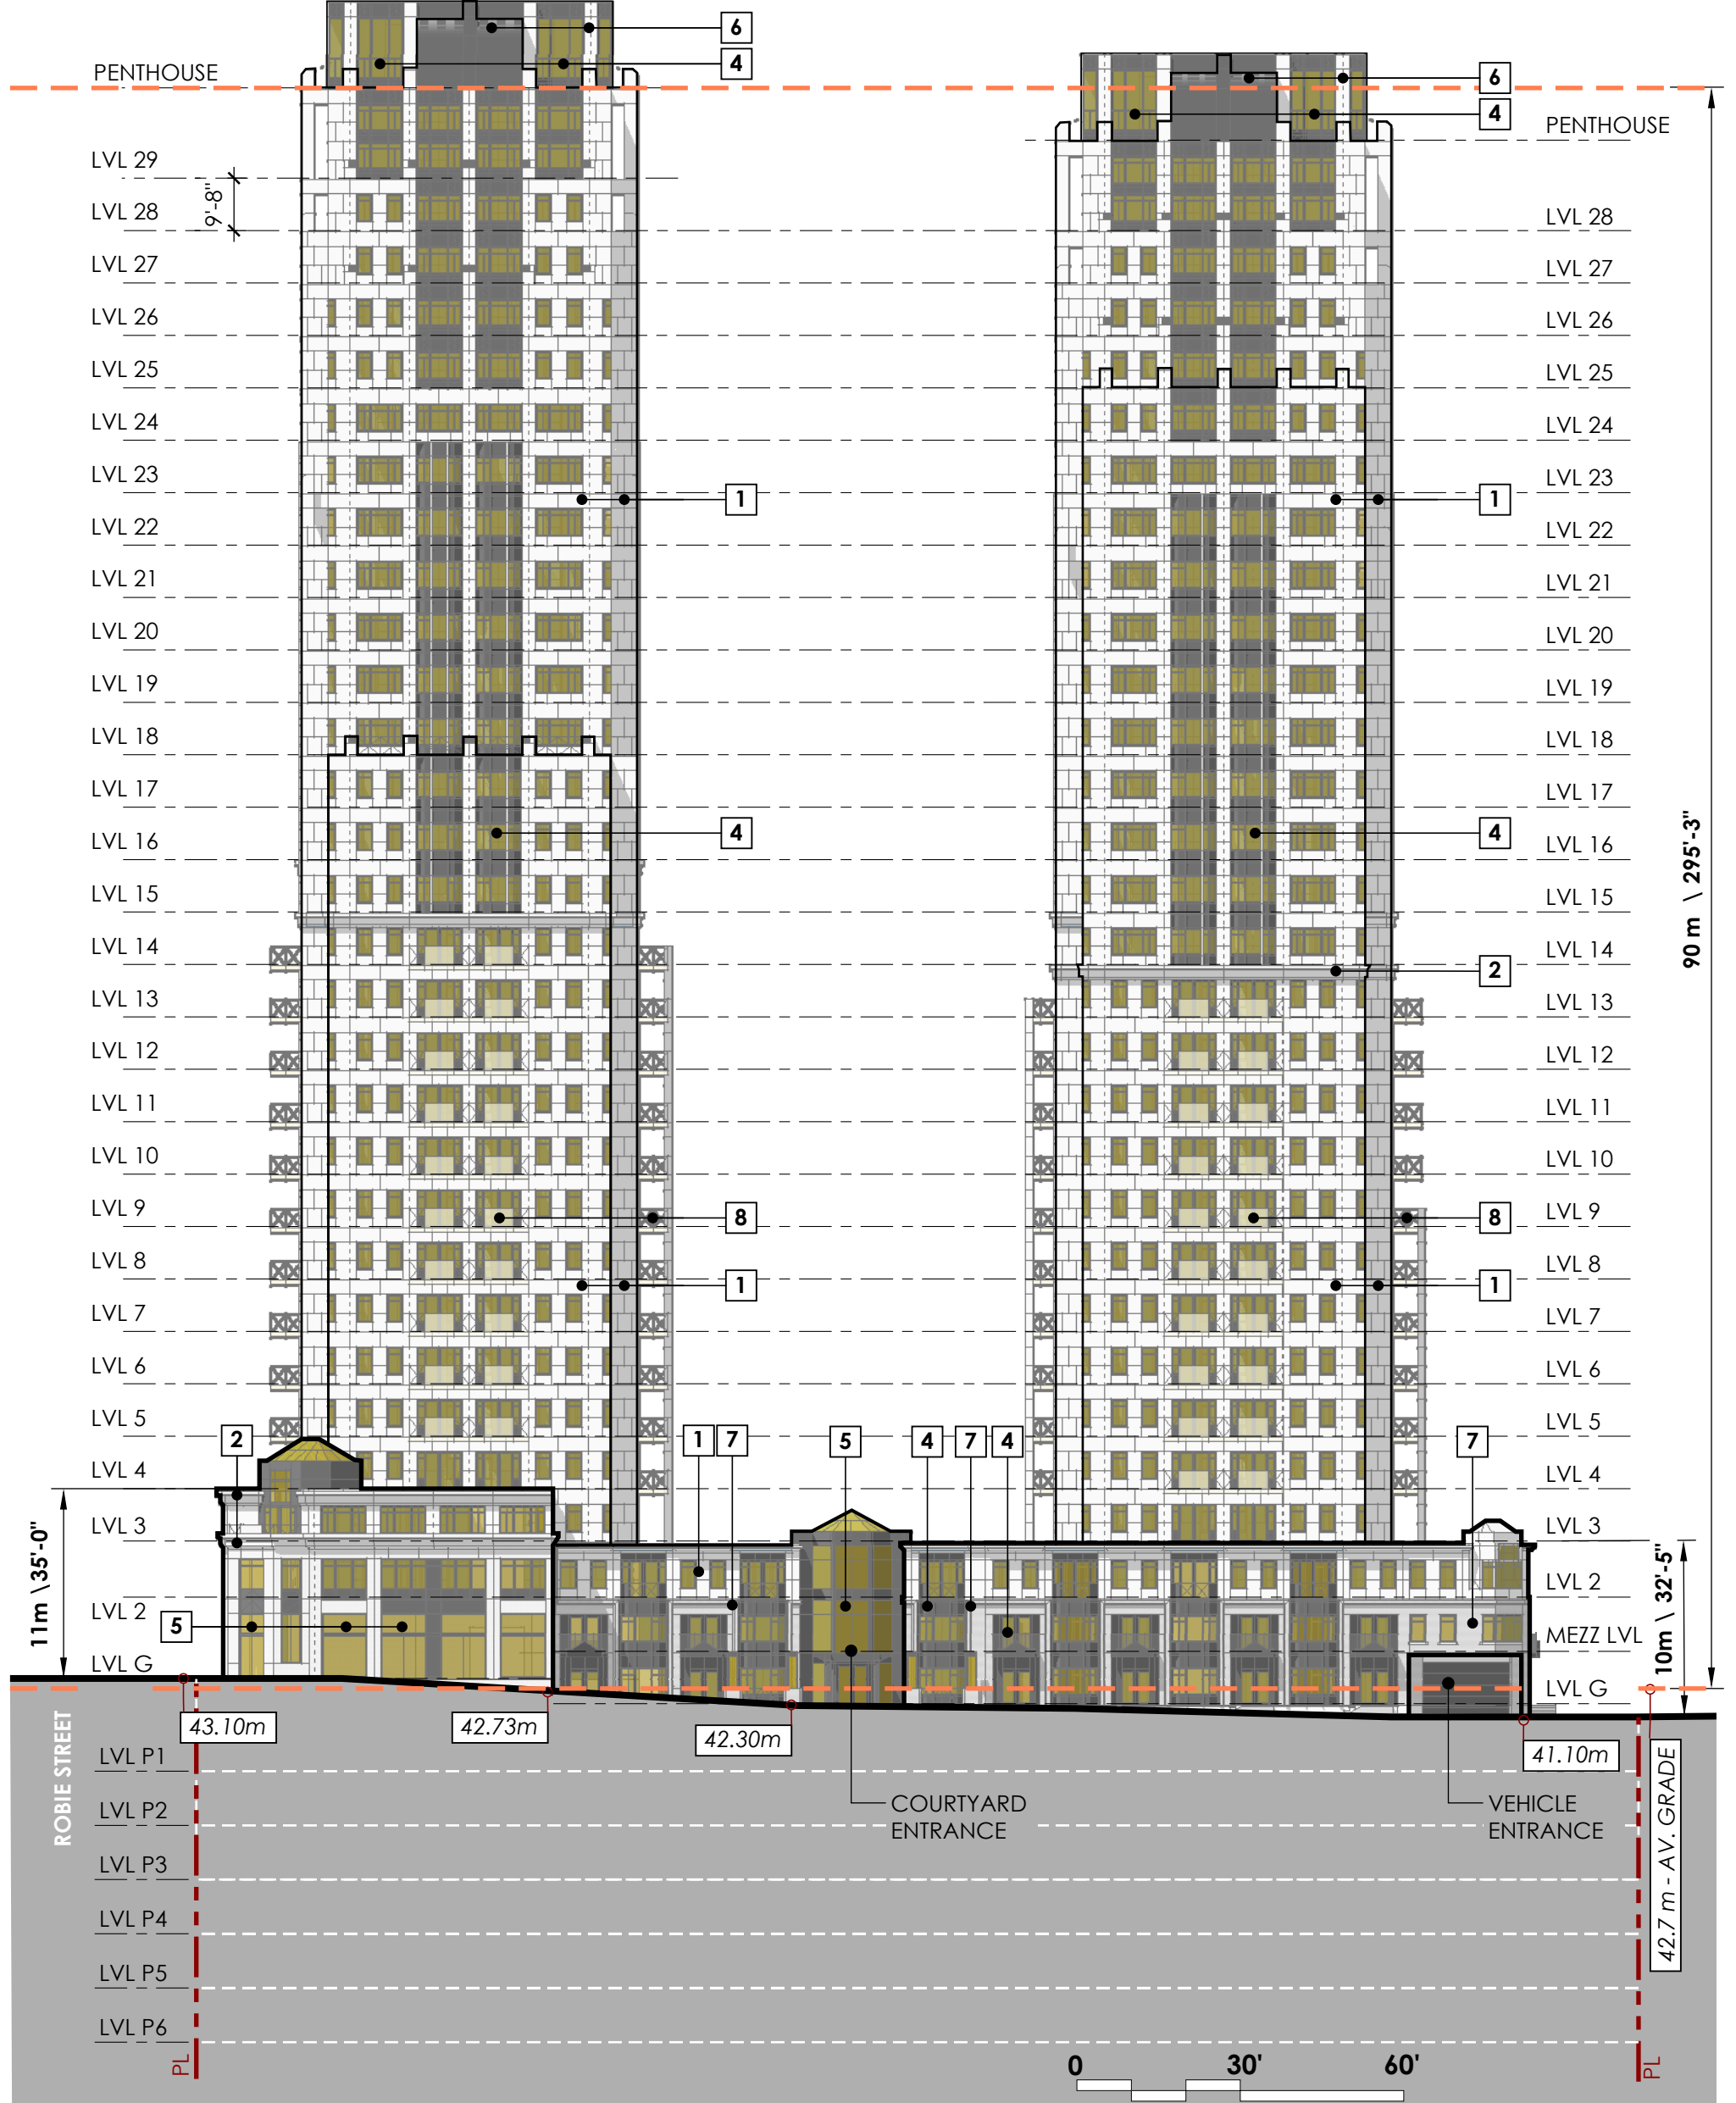 6
4
PENTHOUSE
6
4
PENTHOUSE
LVL 29
9'-8"
LVL 28
LVL 28
LVL 27
LVL 27
LVL 26
LVL 26
LVL 25
LVL 25
LVL 24
LVL 24
LVL 23
LVL 23
1
1
LVL 22
LVL 22
LVL 21
LVL 21
LVL 20
LVL 20
LVL 19
LVL 19
LVL 18
LVL 18
LVL 17
LVL 17
4
4
LVL 16
LVL 16
LVL 15
LVL 15
90 m \ 295'-3"
LVL 14
LVL 14
2
LVL 13
LVL 13
LVL 12
LVL 12
LVL 11
LVL 11
LVL 10
LVL 10
LVL 9
8
8
LVL 9
LVL 8
LVL 8
1
1
LVL 7
LVL 7
LVL 6
LVL 6
LVL 5
LVL 5
2
1
7
5
4
7
4
7
LVL 4
LVL 4
LVL 3
LVL 3
11m \35'-0"
10m \ 32'-5"
LVL 2
LVL 2
5
MEZZ LVL
LVL G
LVL G
43.10m
42.73m
42.30m
41.10m
ROBIE STREET
42.7 m - AV. GRADE
LVL P1
LVL P2
COURTYARD
ENTRANCE
VEHICLE
ENTRANCE
LVL P3
LVL P4
LVL P5
LVL P6
PL
PL
0 30' 60'